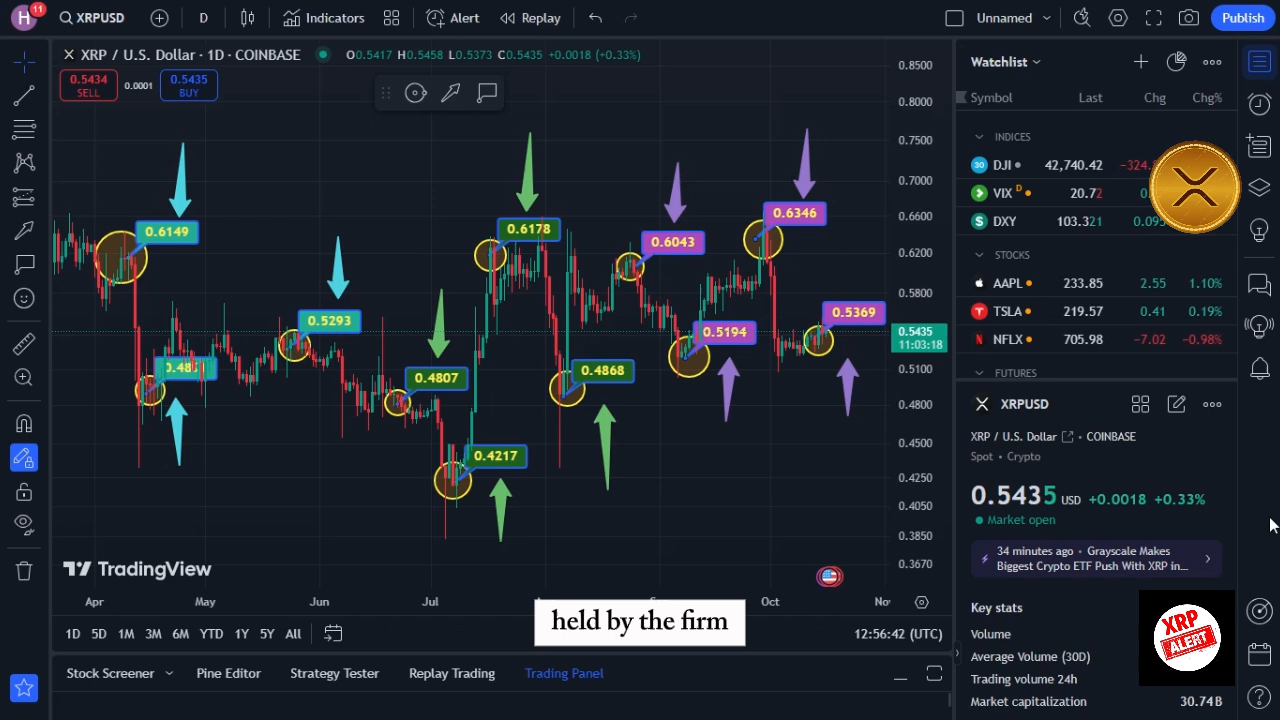 H
11
XRPUSD
D
Indicators
Alert
Replay
Unnamed
Publish
XRP / U.S. Dollar · 1D · COINBASE
O0.5417 H0.5458 L0.5373 C0.5435 +0.0018 (+0.33%)
0.5434
SELL
0.0001
0.5435
BUY
0.6149
0.5293
0.4807
0.4217
0.6178
0.4868
0.6043
0.5194
0.6346
0.5369
0.8500
0.8000
0.7500
0.7000
0.6600
0.6200
0.5800
0.5435
11:03:18
0.5100
0.4800
0.4500
0.4250
0.4050
0.3850
0.3670
TradingView
Apr May Jun Jul Oct
held by the firm
1D 5D 1M 3M 6M YTD 1Y 5Y All
12:56:42 (UTC)
Stock Screener
Pine Editor
Strategy Tester
Replay Trading
Trading Panel
Watchlist
Symbol Last Chg Chg%
INDICES
30 DJI 42,740.42
VIX D 20.72
$ DXY 103.321
STOCKS
AAPL 233.85 2.55 1.10%
TSLA 219.57 0.41 0.19%
NFLX 705.98 −7.02 −0.98%
FUTURES
XRPUSD
XRP / U.S. Dollar · COINBASE
Spot · Crypto
0.5435 USD +0.0018 +0.33%
Market open
34 minutes ago · Grayscale Makes
Biggest Crypto ETF Push With XRP in...
Key stats
Volume
Average Volume (30D)
Trading volume 24h
Market capitalization 30.74B
XRP
ALERT